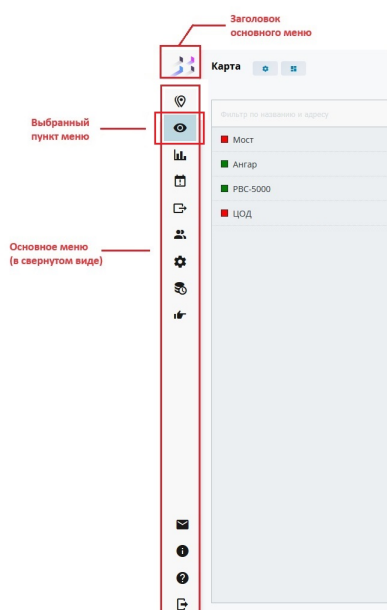 Заголовок
основного меню
Карта
Выбранный
пункт меню
Фильтр по названию и адресу
Мост
Ангар
РВС-5000
ЦОД
Основное меню
(в свернутом виде)